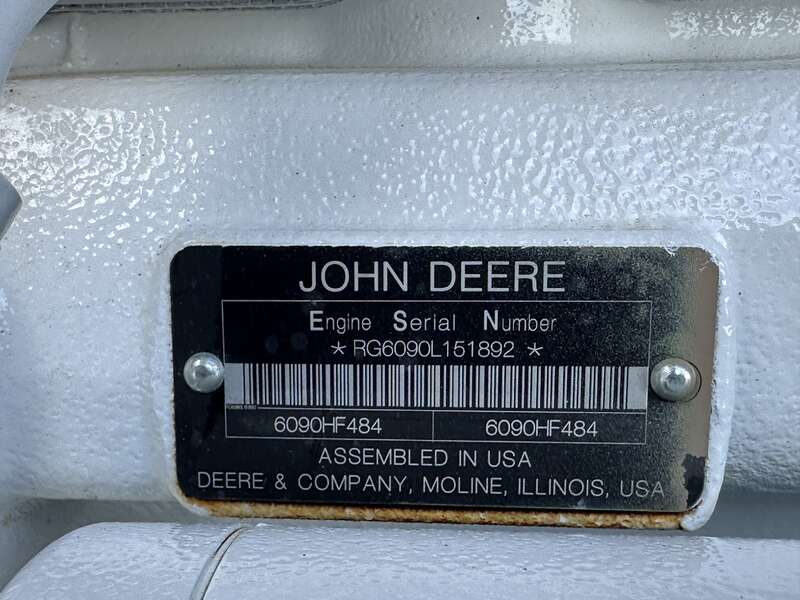 JOHN DEERE
Engine Serial Number
* RG6090L151892 *
6090HF484 6090HF484
ASSEMBLED IN USA
DEERE & COMPANY, MOLINE, ILLINOIS, USA